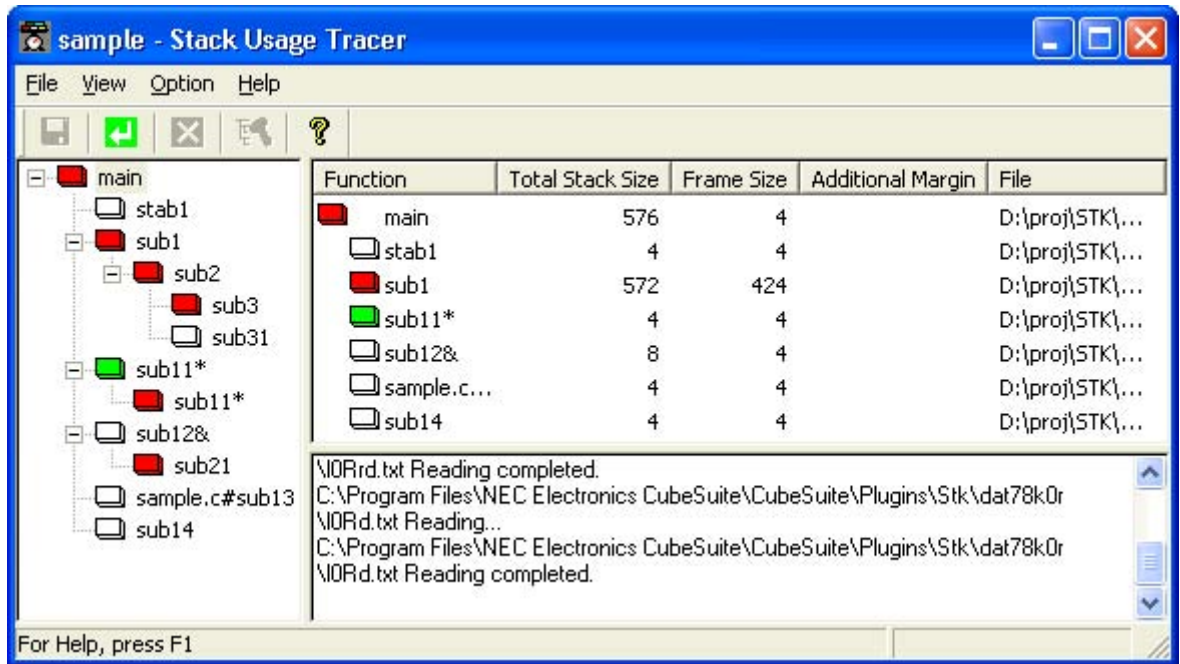 sample - Stack Usage Tracer
File View Option Help
main
stab1
sub1
sub2
sub3
sub31
sub11*
sub11*
sub12&
sub21
sample.c#sub13
sub14
Function Total Stack Size Frame Size Additional Margin File
main 576 4 D:\proj\STK\...
stab1 4 4 D:\proj\STK\...
sub1 572 424 D:\proj\STK\...
sub11* 4 4 D:\proj\STK\...
sub12& 8 4 D:\proj\STK\...
sample.c... 4 4 D:\proj\STK\...
sub14 4 4 D:\proj\STK\...
\I0Rrd.txt Reading completed.
C:\Program Files\NEC Electronics CubeSuite\CubeSuite\Plugins\Stk\dat78k0r
\I0Rd.txt Reading...
C:\Program Files\NEC Electronics CubeSuite\CubeSuite\Plugins\Stk\dat78k0r
\I0Rd.txt Reading completed.
For Help, press F1